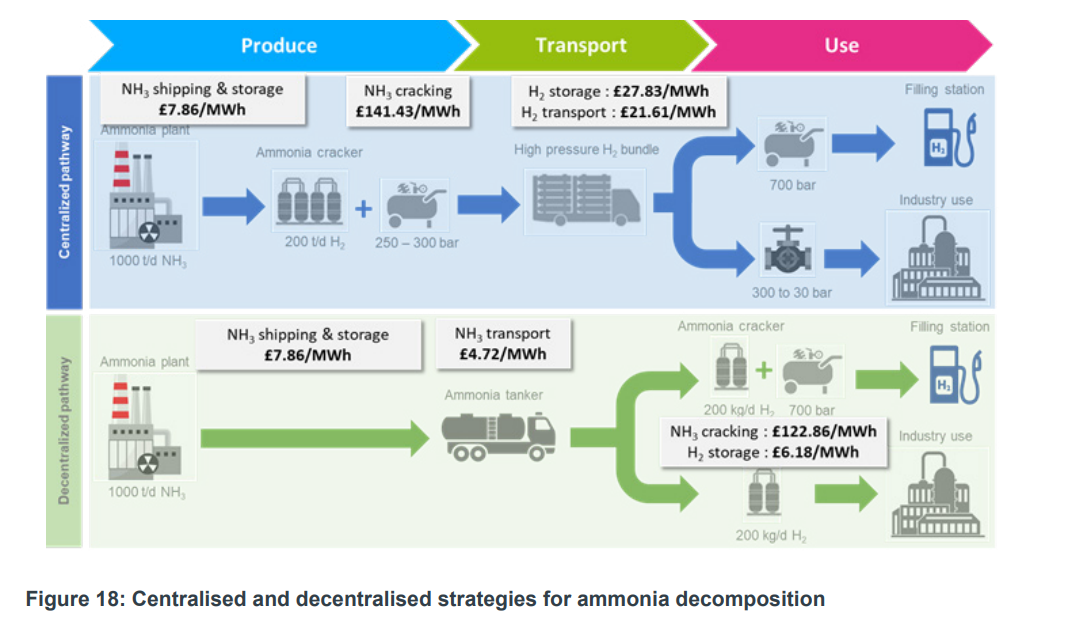 Produce
Transport
Use
Centralized pathway
NH₃ shipping & storage
£7.86/MWh
NH₃ cracking
£141.43/MWh
H₂ storage : £27.83/MWh
H₂ transport : £21.61/MWh
Filling station
Ammonia plant
Ammonia cracker
High pressure H₂ bundle
H₂
700 bar
Industry use
+
200 t/d H₂
250 – 300 bar
1000 t/d NH₃
300 to 30 bar
Decentralized pathway
NH₃ shipping & storage
£7.86/MWh
NH₃ transport
£4.72/MWh
Ammonia cracker
Filling station
Ammonia plant
Ammonia tanker
+
H₂
200 kg/d H₂
700 bar
NH₃ cracking : £122.86/MWh
H₂ storage : £6.18/MWh
Industry use
1000 t/d NH₃
200 kg/d H₂
Figure 18: Centralised and decentralised strategies for ammonia decomposition